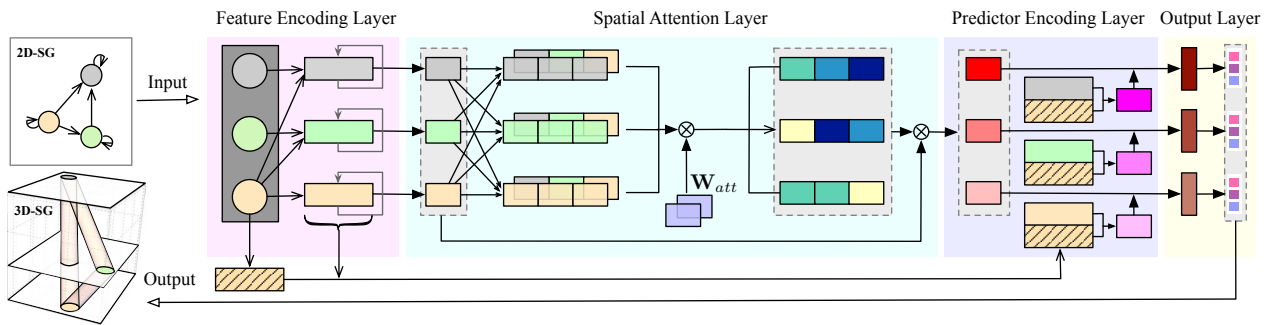 Feature Encoding Layer
Spatial Attention Layer
Predictor Encoding Layer
Output Layer
2D-SG
Input
W_att
3D-SG
Output